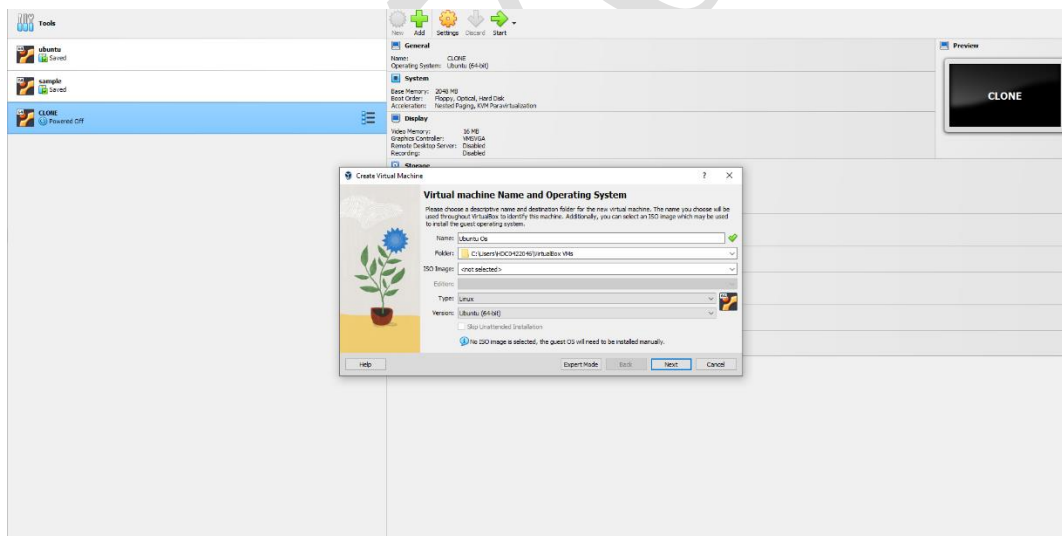 Tools
New Add Settings Discard Start
ubuntu
Saved
sample
Saved
CLONE
Powered Off
General
Name: CLONE
Operating System: Ubuntu (64-bit)
System
Base Memory: 2048 MB
Boot Order: Floppy, Optical, Hard Disk
Acceleration: Nested Paging, KVM Paravirtualization
Display
Video Memory: 16 MB
Graphics Controller: VMSVGA
Remote Desktop Server: Disabled
Recording: Disabled
Storage
Preview
CLONE
Create Virtual Machine
? X
Virtual machine Name and Operating System
Please choose a descriptive name and destination folder for the new virtual machine. The name you choose will be
used throughout VirtualBox to identify this machine. Additionally, you can select an ISO image which may be used
to install the guest operating system.
Name: Ubuntu Os
Folder: C:\Users\HDC0422046\VirtualBox VMs
ISO Image: <not selected>
Edition:
Type: Linux
Version: Ubuntu (64-bit)
Skip Unattended Installation
No ISO image is selected, the guest OS will need to be installed manually.
Help Expert Mode Back Next Cancel